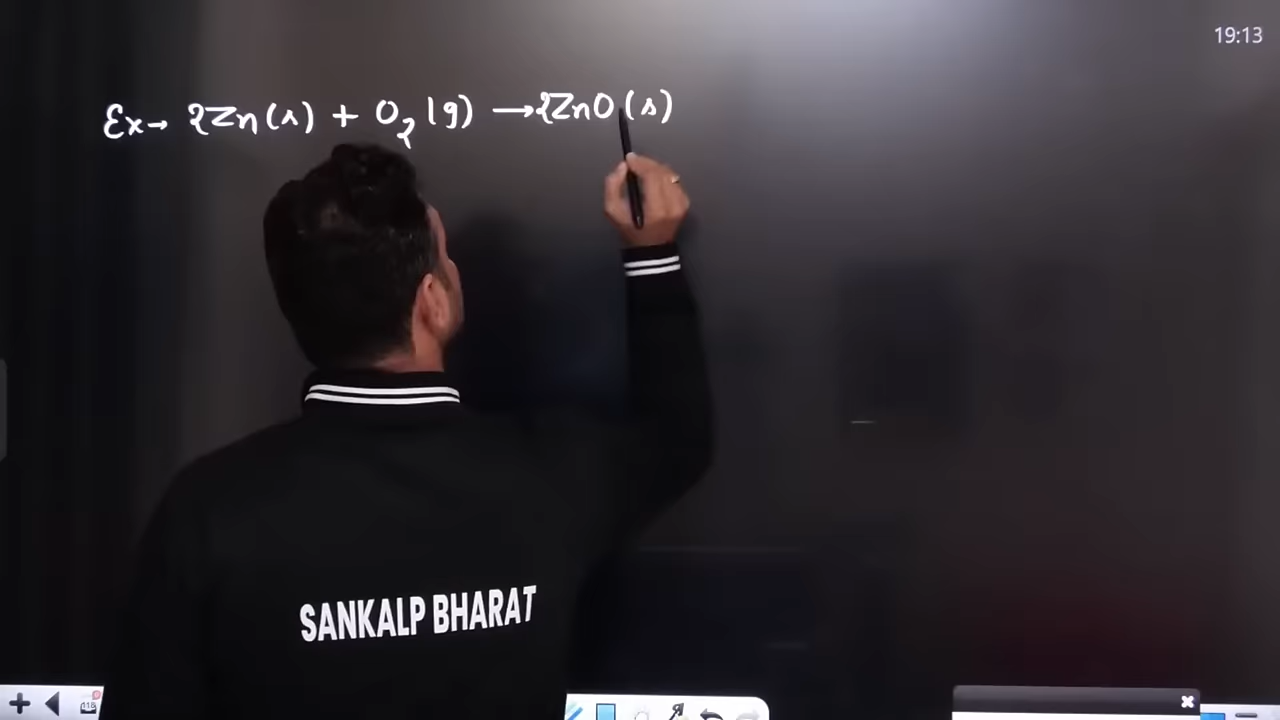 19:13
Ex→ 2Zn(s) + O₂(g) → 2ZnO(s)
SANKALP BHARAT